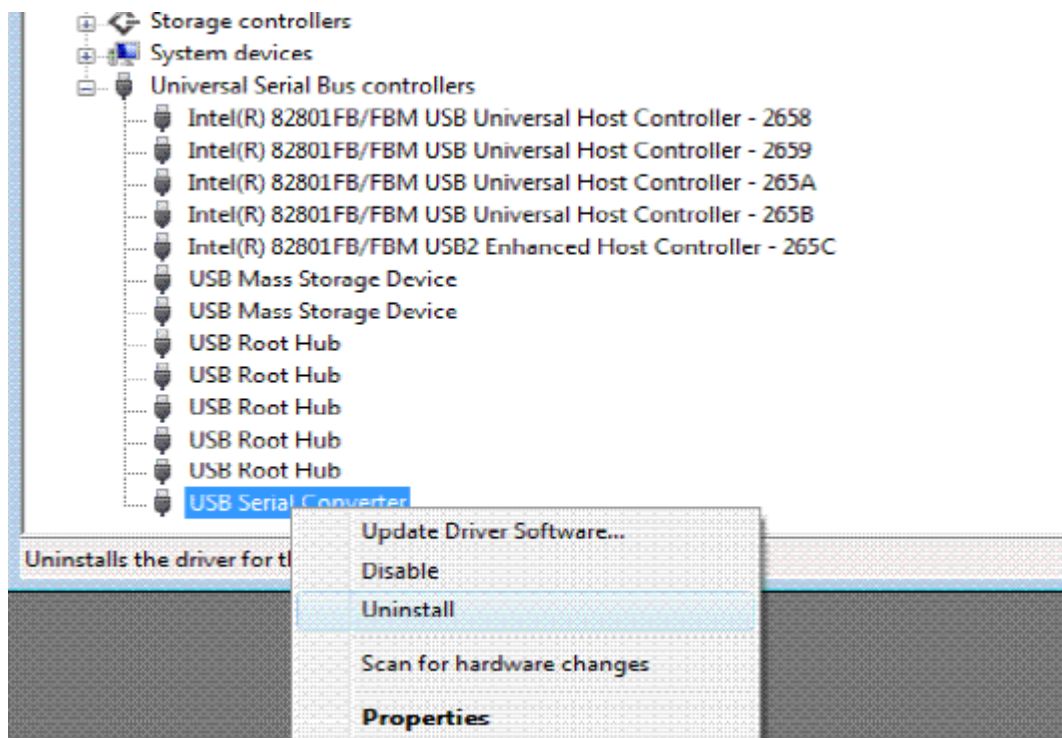 Storage controllers
System devices
Universal Serial Bus controllers
Intel(R) 82801FB/FBM USB Universal Host Controller - 2658
Intel(R) 82801FB/FBM USB Universal Host Controller - 2659
Intel(R) 82801FB/FBM USB Universal Host Controller - 265A
Intel(R) 82801FB/FBM USB Universal Host Controller - 265B
Intel(R) 82801FB/FBM USB2 Enhanced Host Controller - 265C
USB Mass Storage Device
USB Mass Storage Device
USB Root Hub
USB Root Hub
USB Root Hub
USB Root Hub
USB Root Hub
USB Serial Converter
Update Driver Software...
Uninstalls the driver for
Disable
Uninstall
Scan for hardware changes
Properties